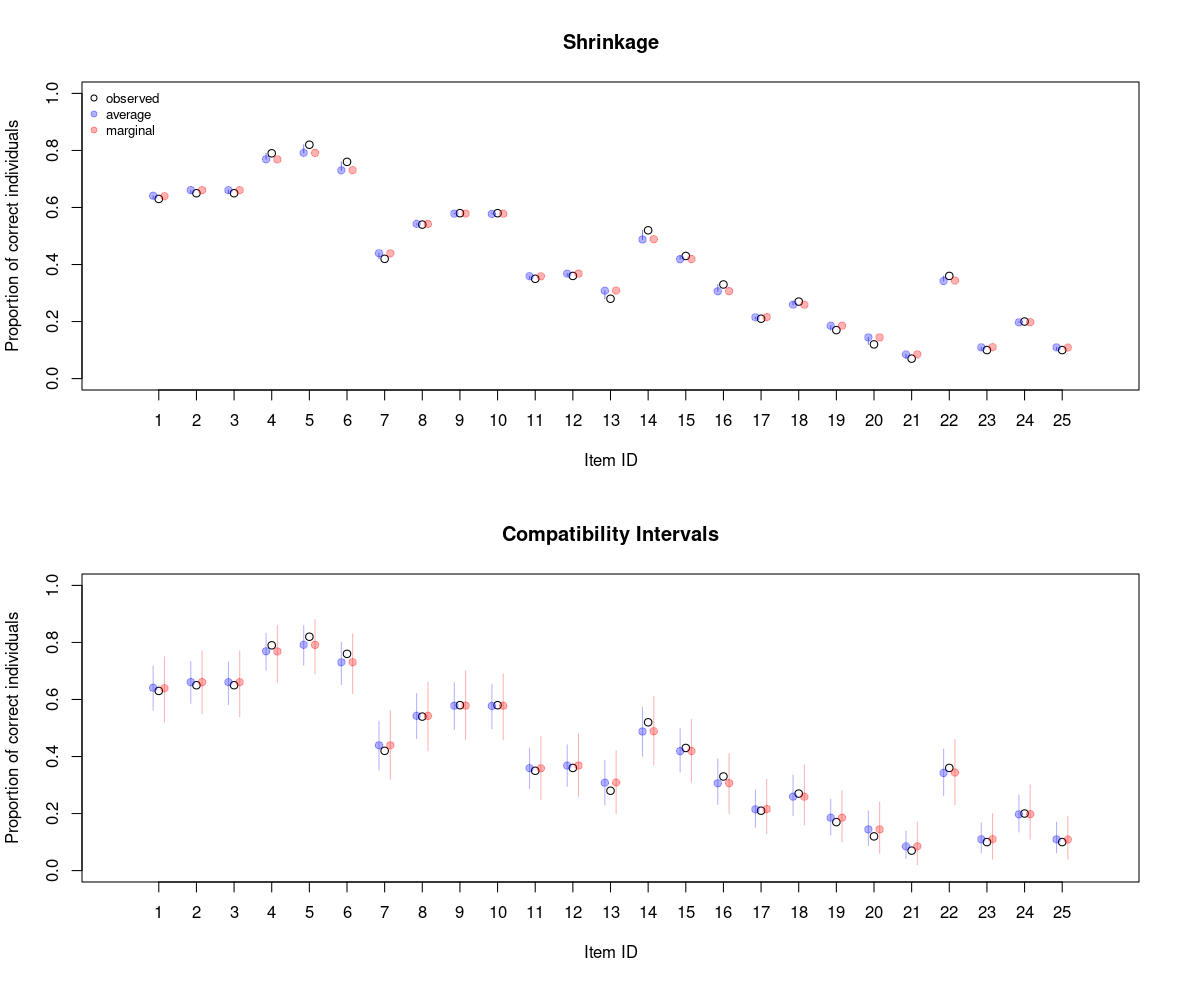 Shrinkage
Proportion of correct individuals
1.0
0.8
0.6
0.4
0.2
0.0
observed
average
marginal
1 2 3 4 5 6 7 8 9 10 11 12 13 14 15 16 17 18 19 20 21 22 23 24 25
Item ID
Compatibility Intervals
Proportion of correct individuals
1.0
0.8
0.6
0.4
0.2
0.0
1 2 3 4 5 6 7 8 9 10 11 12 13 14 15 16 17 18 19 20 21 22 23 24 25
Item ID